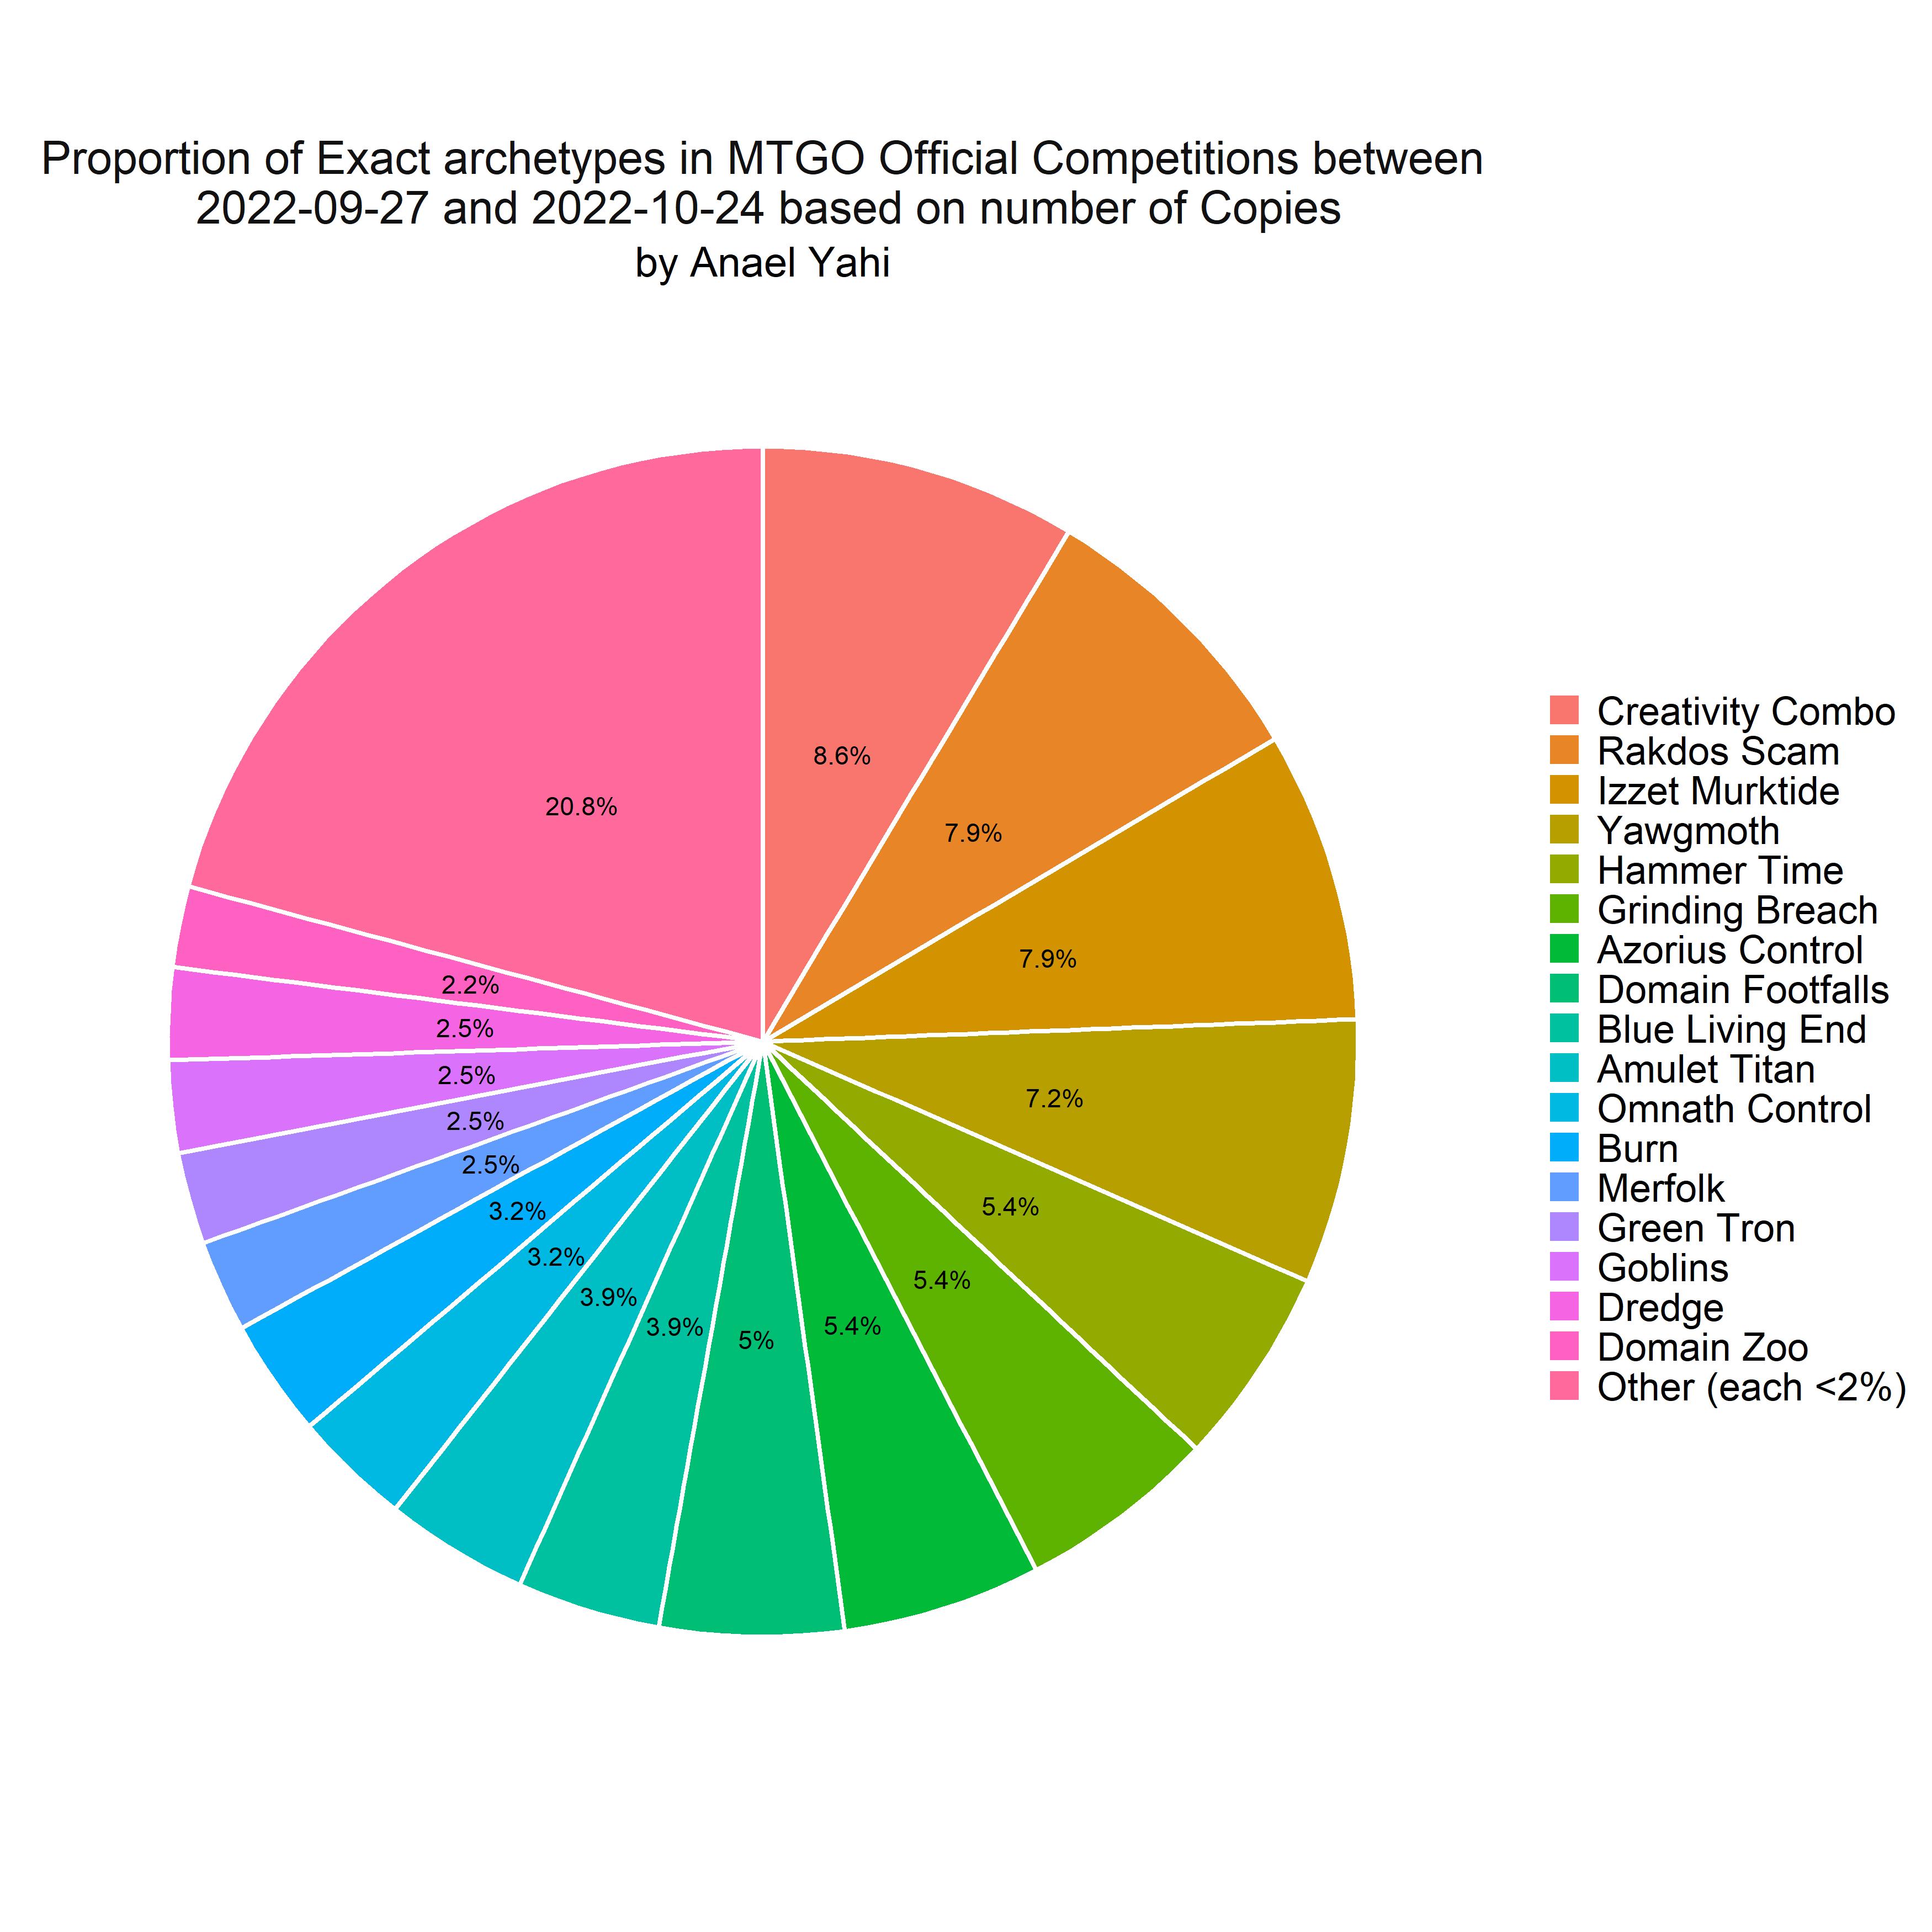 Proportion of Exact archetypes in MTGO Official Competitions between
2022-09-27 and 2022-10-24 based on number of Copies
by Anael Yahi
8.6%
7.9%
7.9%
7.2%
5.4%
5.4%
5.4%
5%
3.9%
3.9%
3.2%
3.2%
2.5%
2.5%
2.5%
2.5%
2.2%
20.8%
Creativity Combo
Rakdos Scam
Izzet Murktide
Yawgmoth
Hammer Time
Grinding Breach
Azorius Control
Domain Footfalls
Blue Living End
Amulet Titan
Omnath Control
Burn
Merfolk
Green Tron
Goblins
Dredge
Domain Zoo
Other (each <2%)